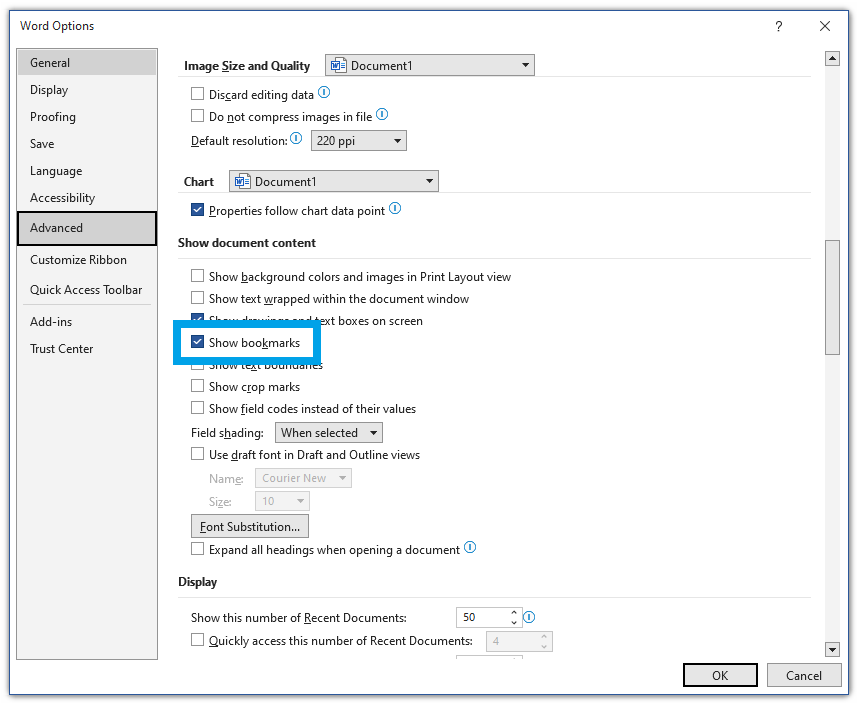 Word Options
?
General
Display
Proofing
Save
Language
Accessibility
Advanced
Customize Ribbon
Quick Access Toolbar
Add-ins
Trust Center
Image Size and Quality Document1
Discard editing data
Do not compress images in file
Default resolution: 220 ppi
Chart Document1
Properties follow chart data point
Show document content
Show background colors and images in Print Layout view
Show text wrapped within the document window
Show drawings and text boxes on screen
Show bookmarks
Show text boundaries
Show crop marks
Show field codes instead of their values
Field shading: When selected
Use draft font in Draft and Outline views
Name: Courier New
Size: 10
Font Substitution...
Expand all headings when opening a document
Display
Show this number of Recent Documents: 50
Quickly access this number of Recent Documents: 4
OK Cancel